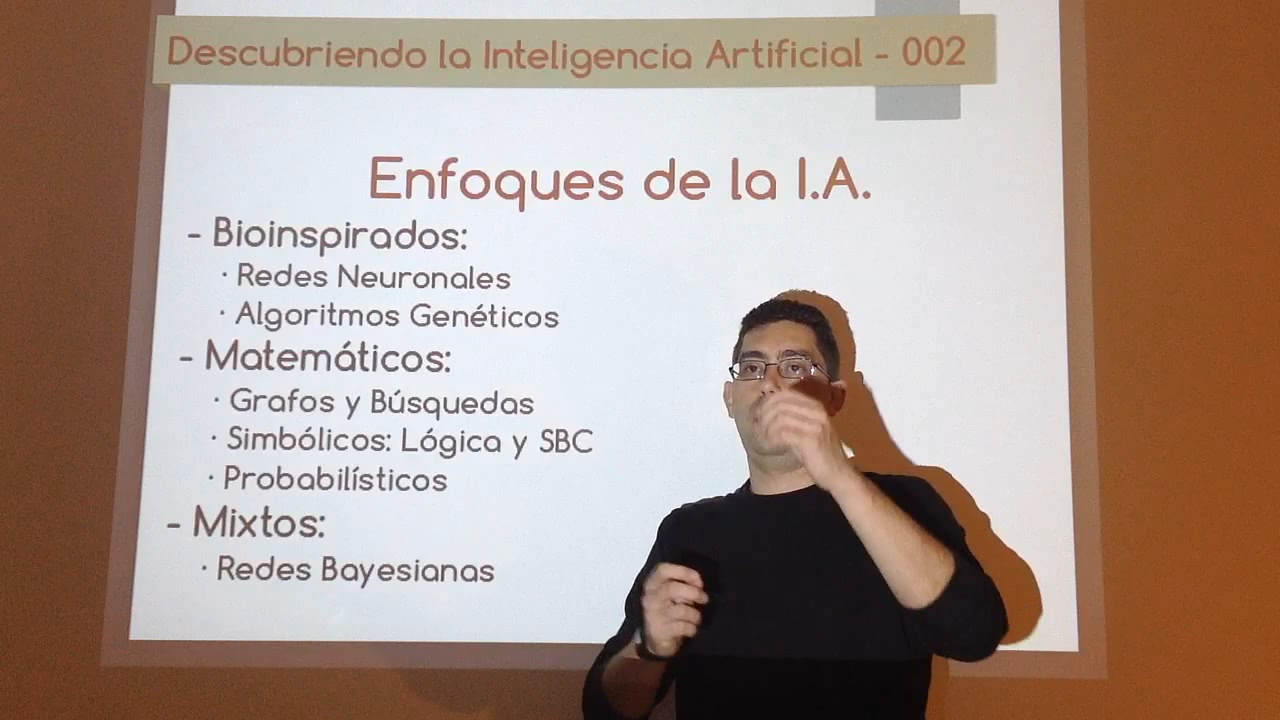 Descubriendo la Inteligencia Artificial - 002
Enfoques de la I.A.
- Bioinspirados:
· Redes Neuronales
· Algoritmos Genéticos
- Matemáticos:
· Grafos y Búsquedas
· Simbólicos: Lógica y SBC
· Probabilísticos
- Mixtos:
· Redes Bayesianas